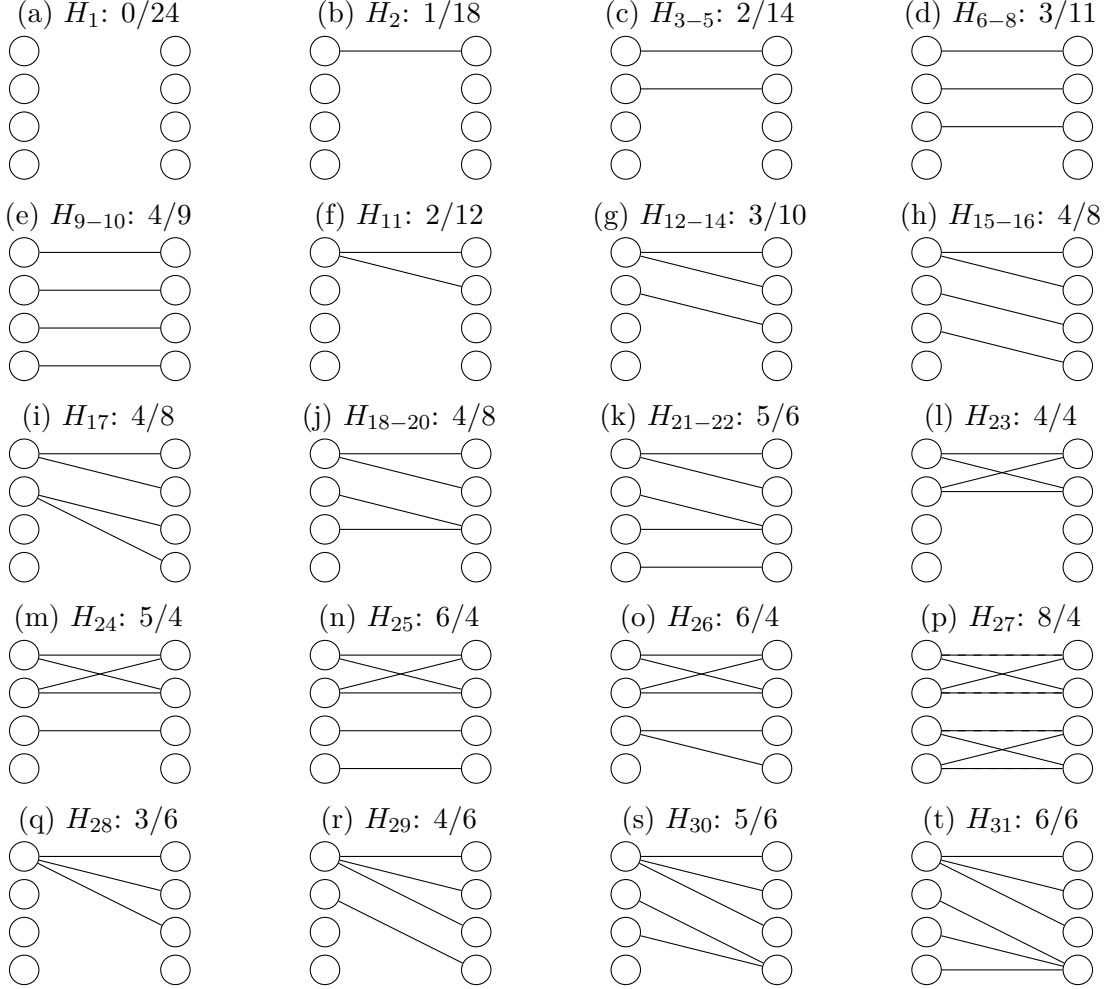 (a) H₁: 0/24
(b) H₂: 1/18
(c) H₃₋₅: 2/14
(d) H₆₋₈: 3/11
(e) H₉₋₁₀: 4/9
(f) H₁₁: 2/12
(g) H₁₂₋₁₄: 3/10
(h) H₁₅₋₁₆: 4/8
(i) H₁₇: 4/8
(j) H₁₈₋₂₀: 4/8
(k) H₂₁₋₂₂: 5/6
(l) H₂₃: 4/4
(m) H₂₄: 5/4
(n) H₂₅: 6/4
(o) H₂₆: 6/4
(p) H₂₇: 8/4
(q) H₂₈: 3/6
(r) H₂₉: 4/6
(s) H₃₀: 5/6
(t) H₃₁: 6/6